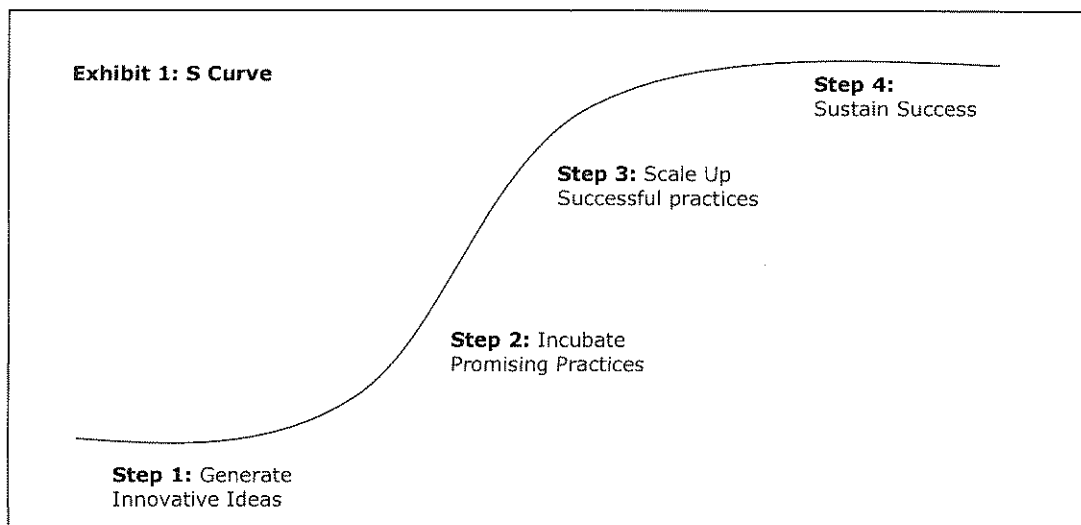 Exhibit 1: S Curve
Step 4:
Sustain Success
Step 3: Scale Up
Successful practices
Step 2: Incubate
Promising Practices
Step 1: Generate
Innovative Ideas